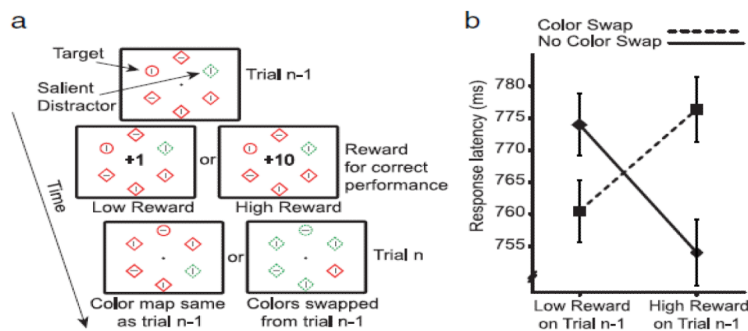 a
Target
Salient
Distractor
Trial n-1
+1
or
+10
Reward
for correct
performance
Low Reward
High Reward
Time
or
Trial n
Color map same
as trial n-1
Colors swapped
from trial n-1
b
Color Swap
No Color Swap
Response latency (ms)
780
775
770
765
760
755
Low Reward
on Trial n-1
High Reward
on Trial n-1